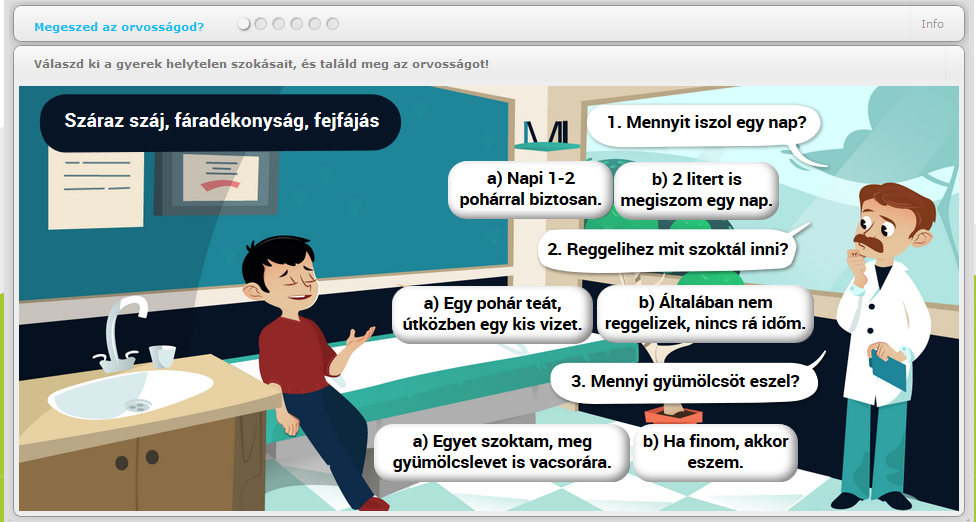 Megeszed az orvosságod?
Info
Válaszd ki a gyerek helytelen szokásait, és találd meg az orvosságot!
Száraz száj, fáradékonyság, fejfájás
1. Mennyit iszol egy nap?
a) Napi 1-2
pohárral biztosan.
b) 2 litert is
megiszom egy nap.
2. Reggelihez mit szoktál inni?
a) Egy pohár teát,
útközben egy kis vizet.
b) Általában nem
reggelizek, nincs rá időm.
3. Mennyi gyümölcsöt eszel?
a) Egyet szoktam, meg
gyümölcslevet is vacsorára.
b) Ha finom, akkor
eszem.